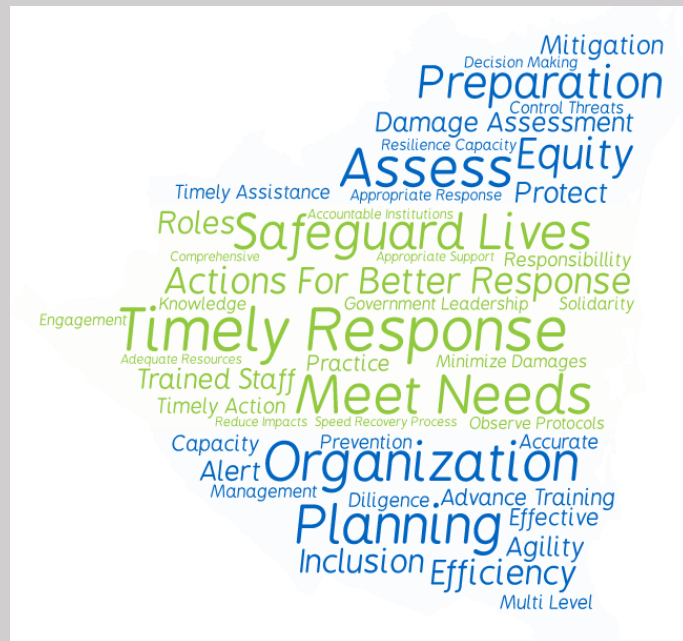 Mitigation
Decision Making
Preparation
Control Threats
Damage Assessment
Resilience Capacity
Equity
Assess
Timely Assistance
Appropriate Response
Protect
Roles
Accountable Institutions
Safeguard Lives
Comprehensive
Appropriate Support
Responsibillity
Actions For Better Response
Knowledge
Government Leadership
Solidarity
Engagement
Timely Response
Adequate Resources
Practice
Minimize Damages
Trained Staff
Meet Needs
Timely Action
Reduce Impacts
Speed Recovery Process
Observe Protocols
Capacity
Prevention
Accurate
Alert
Organization
Management
Diligence
Advance Training
Planning
Effective
Agility
Inclusion
Efficiency
Multi Level